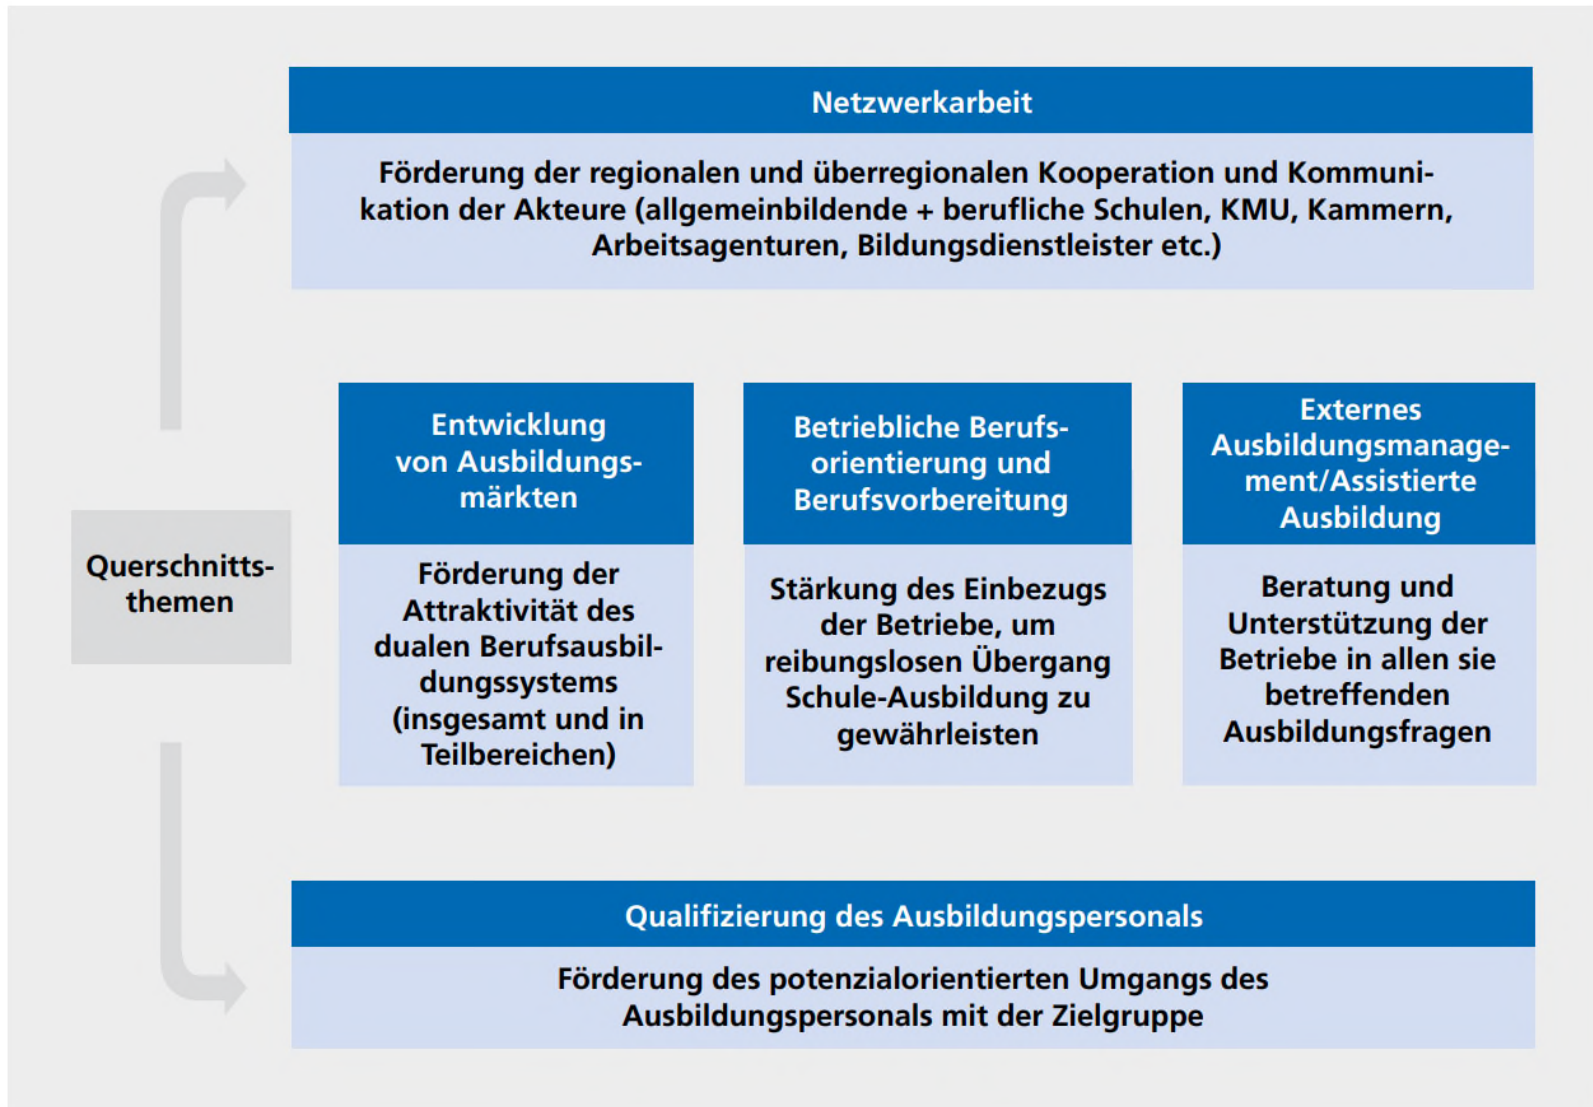 Netzwerkarbeit
Förderung der regionalen und überregionalen Kooperation und Kommuni-
kation der Akteure (allgemeinbildende + berufliche Schulen, KMU, Kammern,
Arbeitsagenturen, Bildungsdienstleister etc.)
Querschnitts-
themen
Entwicklung
von Ausbildungs-
märkten
Förderung der
Attraktivität des
dualen Berufsausbil-
dungssystems
(insgesamt und in
Teilbereichen)
Betriebliche Berufs-
orientierung und
Berufsvorbereitung
Stärkung des Einbezugs
der Betriebe, um
reibungslosen Übergang
Schule-Ausbildung zu
gewährleisten
Externes
Ausbildungsmanage-
ment/Assistierte
Ausbildung
Beratung und
Unterstützung der
Betriebe in allen sie
betreffenden
Ausbildungsfragen
Qualifizierung des Ausbildungspersonals
Förderung des potenzialorientierten Umgangs des
Ausbildungspersonals mit der Zielgruppe